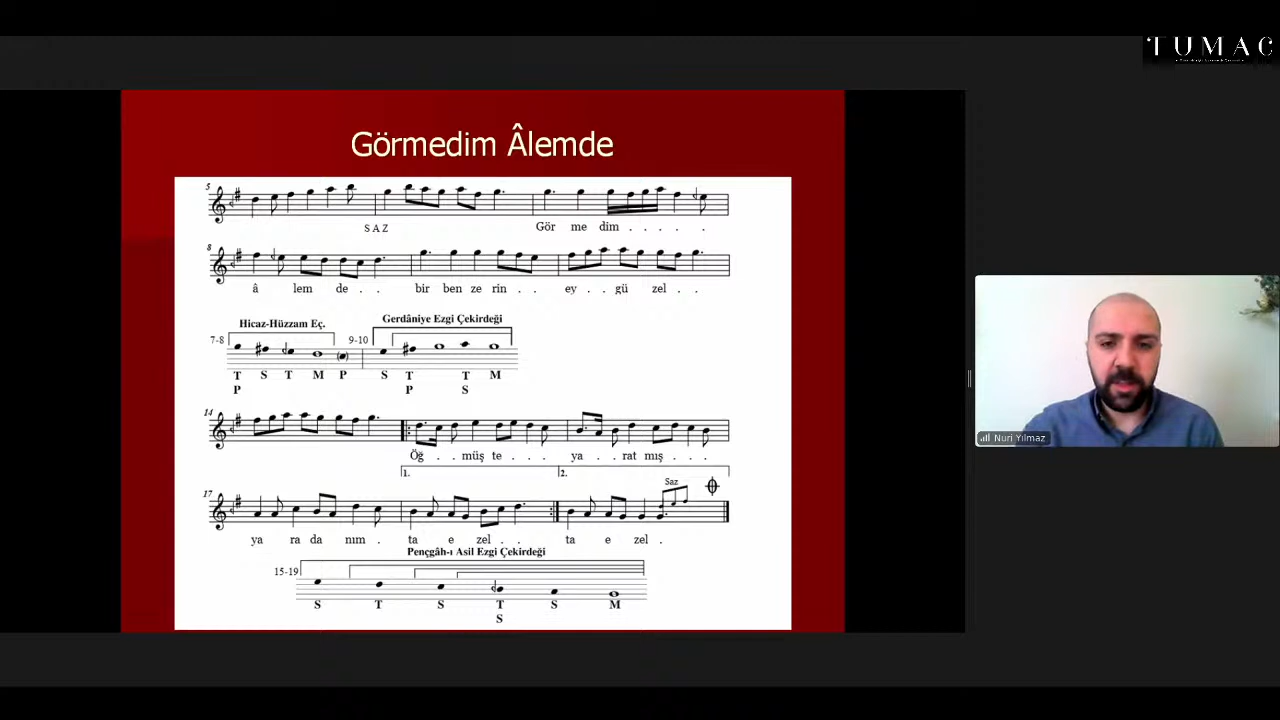 TUMAC
Görmedim Âlemde
5
S A Z
Gör me dim . . . . .
8
â lem de . . bir ben ze rin . . ey . . gü zel . .
Hicaz-Hüzzam Eç.
Gerdâniye Ezgi Çekirdeği
7-8
9-10
T S T M P S T T M
P P S
14
Öğ . . müş te . . . ya . . rat mış . . .
1.
2.
Saz
17
ya ra da nım . ta e zel . . ta e zel .
Pençgâh-ı Asil Ezgi Çekirdeği
15-19
S T S T S M
S
Nuri Yılmaz